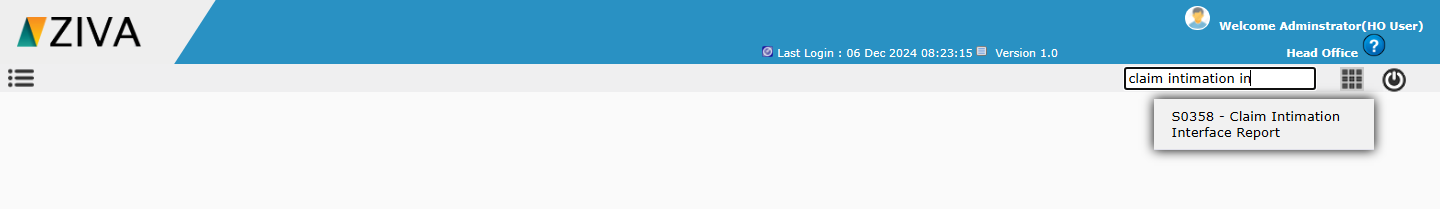 ZIVA
Welcome Adminstrator(HO User)
Last Login : 06 Dec 2024 08:23:15 Version 1.0
Head Office ?
claim intimation in
S0358 - Claim Intimation
Interface Report